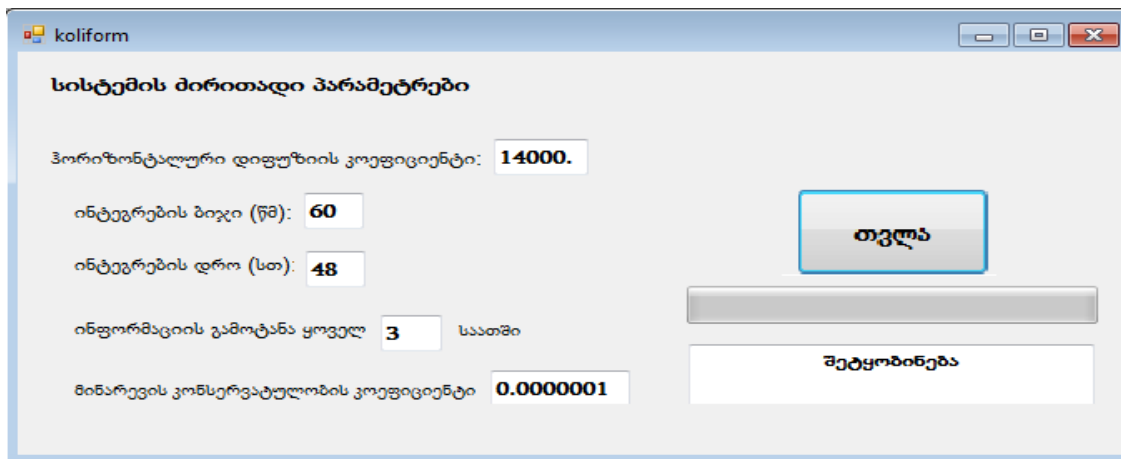 koliform
სისტემის ძირითადი პარამეტრები
ჰორიზონტალური დიფუზიის კოეფიციენტი: 14000.
ინტეგრების ბიჯი (წმ): 60
თვლა
ინტეგრების დრო (სთ): 48
ინფორმაციის გამოტანა ყოველ 3 საათში
შეტყობინება
მინარევის კონსერვატულობის კოეფიციენტი 0.0000001